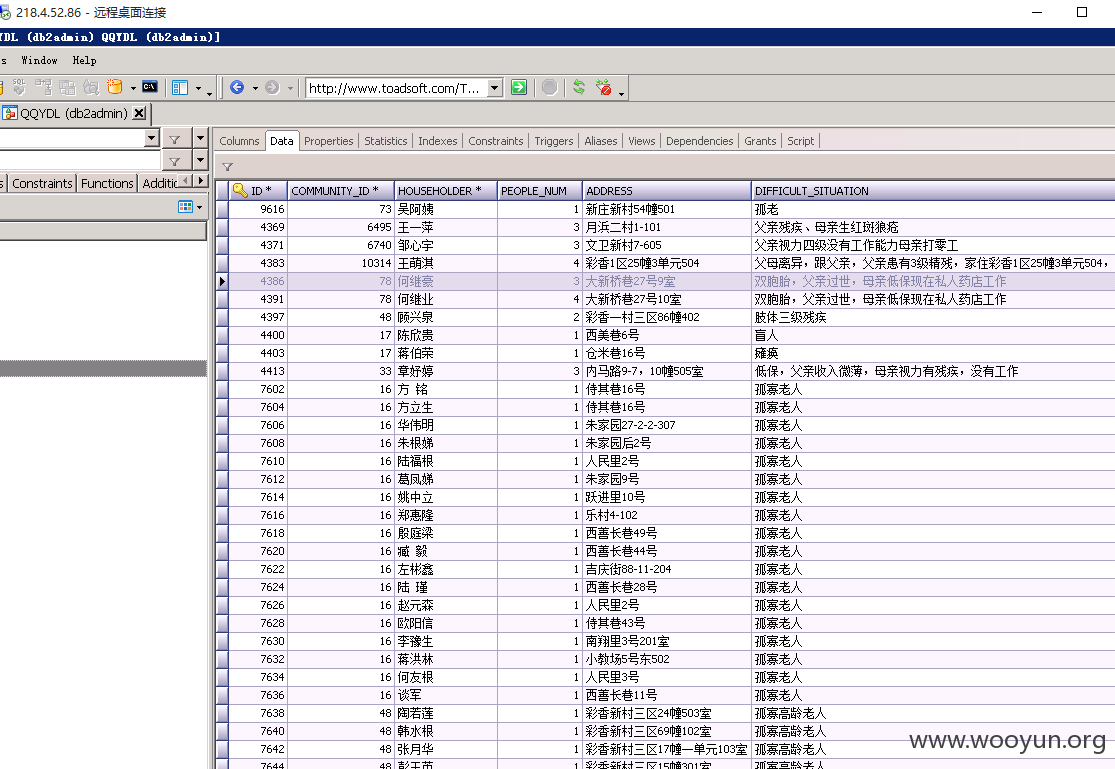 218.4.52.86 - 远程桌面连接
YDL (db2admin) QQYDL (db2admin)]
s Window Help
http://www.toadsoft.com/T...
QQYDL (db2admin)
Columns Data Properties Statistics Indexes Constraints Triggers Aliases Views Dependencies Grants Script
s Constraints Functions Additic
ID * COMMUNITY_ID * HOUSEHOLDER * PEOPLE_NUM ADDRESS DIFFICULT_SITUATION
9616 73 吴阿姨 1 新庄新村54幢501 孤老
4369 6495 王一萍 3 月浜二村1-101 父亲残疾、母亲生红斑狼疮
4371 6740 邹心宇 3 文卫新村7-605 父亲视力四级没有工作能力母亲打零工
4383 10314 王萌淇 4 彩香1区25幢3单元504 父母离异，跟父亲，父亲患有3级精残，家住彩香1区25幢3单元504，
4386 78 何继豪 3 大新桥巷27号9室 双胞胎，父亲过世，母亲低保现在私人药店工作
4391 78 何继业 4 大新桥巷27号10室 双胞胎，父亲过世，母亲低保现在私人药店工作
4397 48 顾兴泉 2 彩香一村三区86幢402 肢体三级残疾
4400 17 陈欣贵 1 西美巷6号 盲人
4403 17 蒋伯荣 1 仓米巷16号 瘫痪
4413 33 章妤婷 3 内马路9-7，10幢505室 低保，父亲收入微薄，母亲视力有残疾，没有工作
7602 16 方 铭 1 侍其巷16号 孤寡老人
7604 16 方立生 1 侍其巷16号 孤寡老人
7606 16 华伟明 1 朱家园27-2-2-307 孤寡老人
7608 16 朱根娣 1 朱家园后2号 孤寡老人
7610 16 陆福根 1 人民里2号 孤寡老人
7612 16 葛凤娣 1 朱家园9号 孤寡老人
7614 16 姚中立 1 跃进里10号 孤寡老人
7616 16 郑惠隆 1 乐村4-102 孤寡老人
7618 16 殷庭梁 1 西善长巷49号 孤寡老人
7620 16 臧 毅 1 西善长巷44号 孤寡老人
7622 16 左彬鑫 1 吉庆街88-11-204 孤寡老人
7624 16 陆 瑾 1 西善长巷28号 孤寡老人
7626 16 赵元森 1 人民里2号 孤寡老人
7628 16 欧阳信 1 侍其巷43号 孤寡老人
7630 16 李豫生 1 南翔里3号201室 孤寡老人
7632 16 蒋洪林 1 小教场5号东502 孤寡老人
7634 16 何友根 1 人民里3号 孤寡老人
7636 16 谈军 1 西善长巷11号 孤寡老人
7638 48 陶若莲 1 彩香新村三区24幢503室 孤寡高龄老人
7640 48 韩水根 1 彩香新村三区69幢102室 孤寡高龄老人
7642 48 张月华 1 彩香新村三区17幢一单元103室 孤寡高龄老人
7644 48 彭玉英 1 彩香新村三区15幢301室 孤寡高龄老人
www.wooyun.org